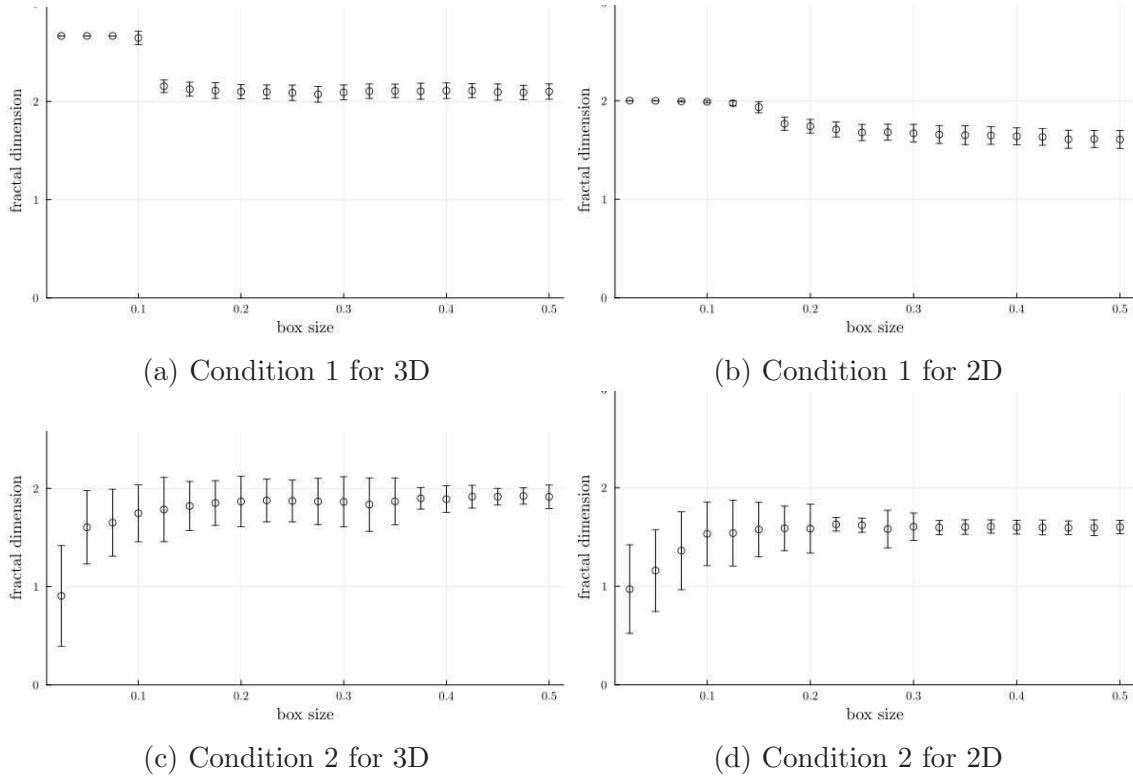 fractal dimension
2
1
0
0.1 0.2 0.3 0.4 0.5
box size
(a) Condition 1 for 3D
fractal dimension
2
1
0
0.1 0.2 0.3 0.4 0.5
box size
(b) Condition 1 for 2D
fractal dimension
2
1
0
0.1 0.2 0.3 0.4 0.5
box size
(c) Condition 2 for 3D
fractal dimension
2
1
0
0.1 0.2 0.3 0.4 0.5
box size
(d) Condition 2 for 2D